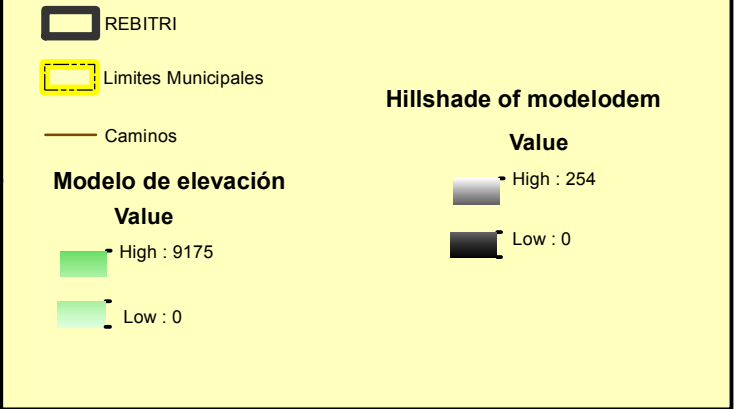 REBITRI
Limites Municipales
Caminos
Modelo de elevación
Value
High : 9175
Low : 0
Hillshade of modelodem
Value
High : 254
Low : 0